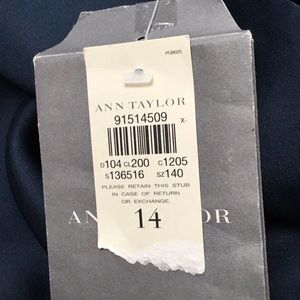 PGB025
ANN TAYLOR
91514509 X-
D104 CL200 C1205
S136516 SZ140
PLEASE RETAIN THIS STUB
IN CASE OF RETURN
OR EXCHANGE.
14
ANN TAYLOR